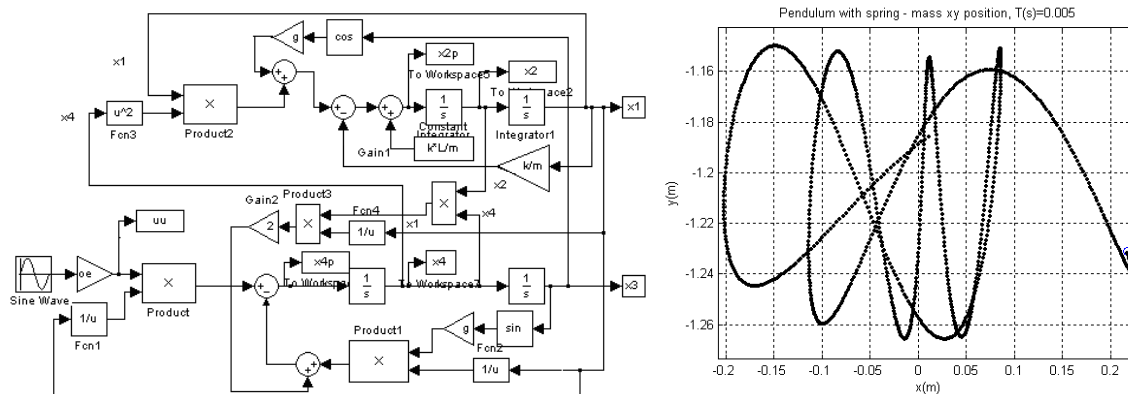 g
cos
x2p
To Workspace5
x2
To Workspace2
x1
x4
u^2
Fcn3
×
Product2
1
s
Constant
Integrator
1
s
Integrator1
x1
k*L/m
Gain1
k/m
x2
Product3
Gain2
2
×
×
x4
Fcn4
1/u
x1
uu
Sine Wave
oe
×
Product
1/u
Fcn1
x4p
1
s
x4
To Workspace7
1
s
x3
Product1
×
g
sin
Fcn2
1/u
Pendulum with spring - mass xy position, T(s)=0.005
y(m)
-1.16
-1.18
-1.2
-1.22
-1.24
-1.26
-0.2 -0.15 -0.1 -0.05 0 0.05 0.1 0.15 0.2
x(m)